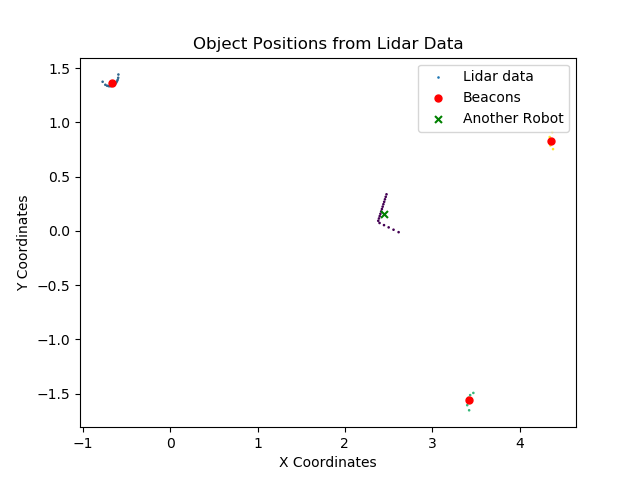 Object Positions from Lidar Data
Lidar data
Beacons
Another Robot
Y Coordinates
1.5
1.0
0.5
0.0
−0.5
−1.0
−1.5
−1
0
1
2
3
4
X Coordinates